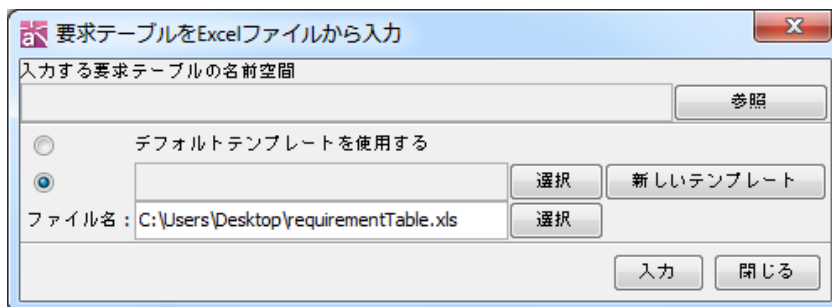 要求テーブルをExcelファイルから入力
入力する要求テーブルの名前空間
参照
デフォルトテンプレートを使用する
選択 新しいテンプレート
ファイル名： C:\Users\Desktop\requirementTable.xls 選択
入力 閉じる